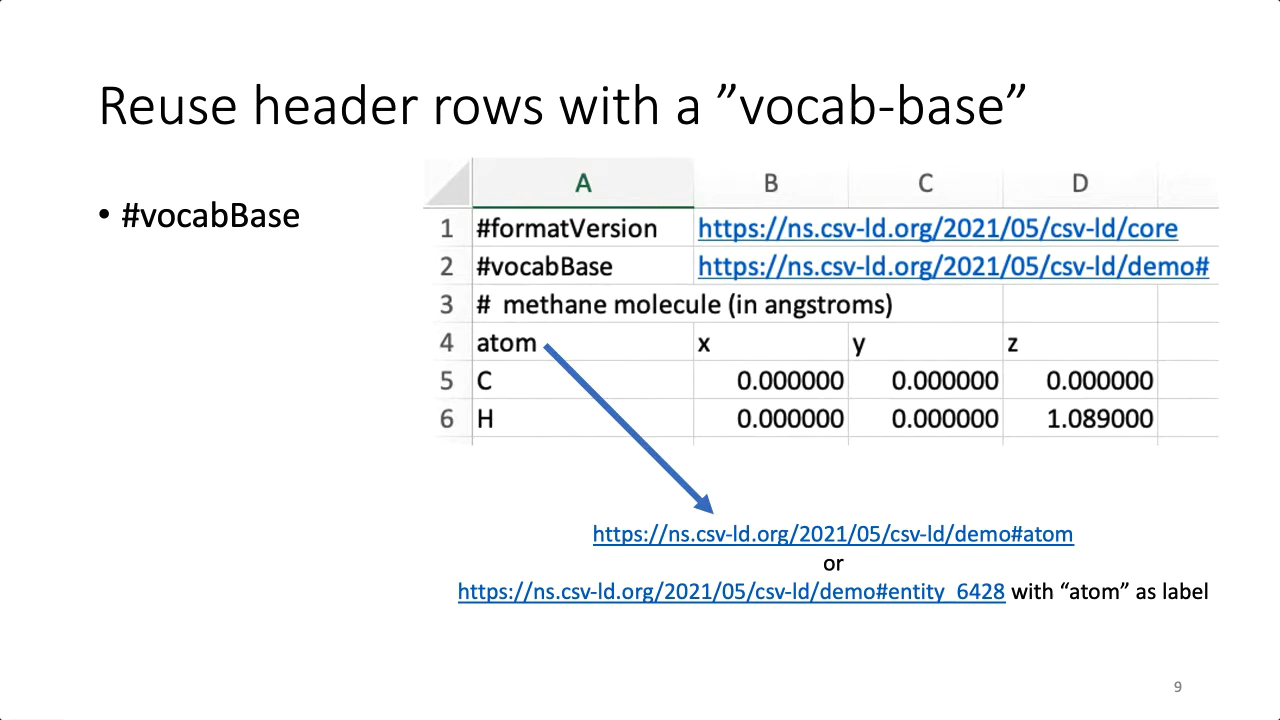 Reuse header rows with a ”vocab-base”
• #vocabBase
A B C D
1 #formatVersion https://ns.csv-ld.org/2021/05/csv-ld/core
2 #vocabBase https://ns.csv-ld.org/2021/05/csv-ld/demo#
3 # methane molecule (in angstroms)
4 atom x y z
5 C 0.000000 0.000000 0.000000
6 H 0.000000 0.000000 1.089000
https://ns.csv-ld.org/2021/05/csv-ld/demo#atom
or
https://ns.csv-ld.org/2021/05/csv-ld/demo#entity_6428 with “atom” as label
9